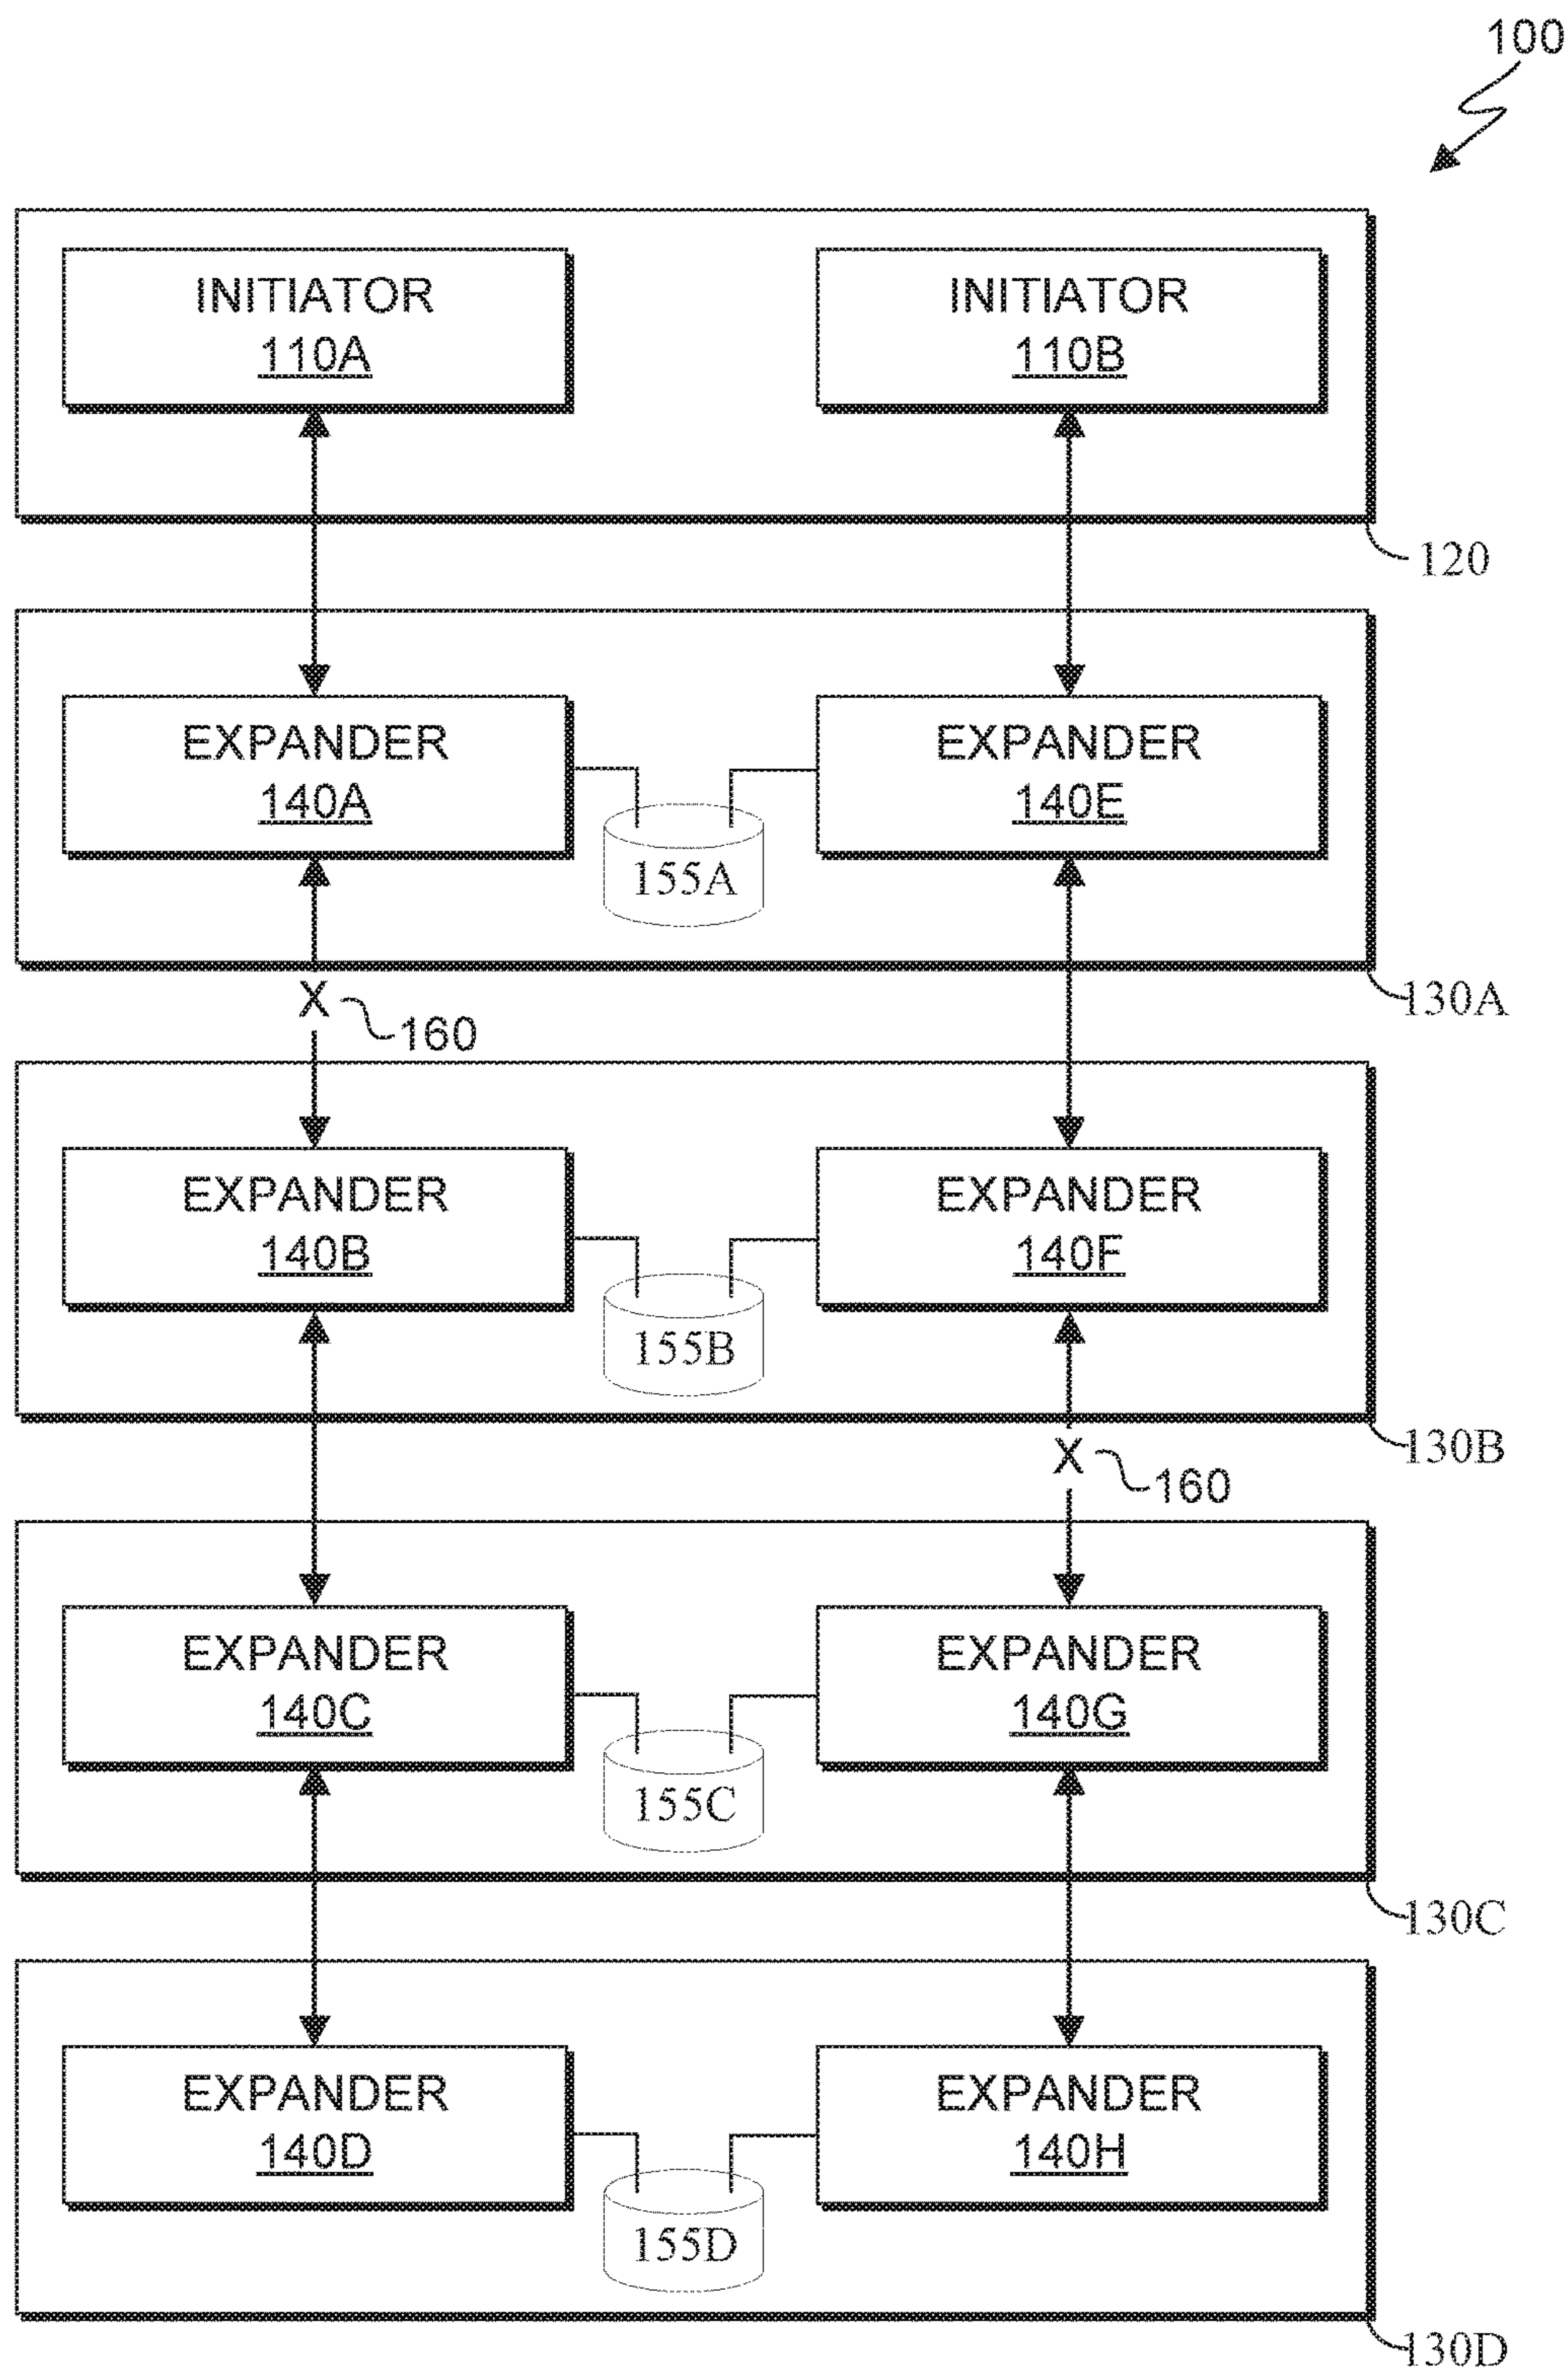 100
INITIATOR
110A
INITIATOR
110B
120
EXPANDER
140A
EXPANDER
140E
155A
130A
X
160
EXPANDER
140B
EXPANDER
140F
155B
130B
X
160
EXPANDER
140C
EXPANDER
140G
155C
130C
EXPANDER
140D
EXPANDER
140H
155D
130D